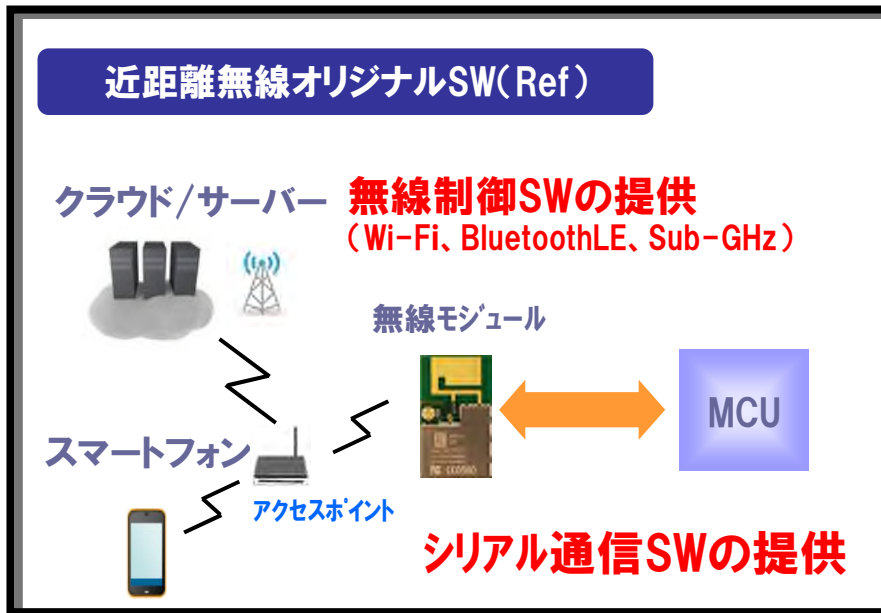 近距離無線オリジナルSW(Ref)
クラウド/サーバー
無線制御SWの提供
(Wi-Fi、BluetoothLE、Sub-GHz)
無線モジュール
MCU
スマートフォン
アクセスポイント
シリアル通信SWの提供